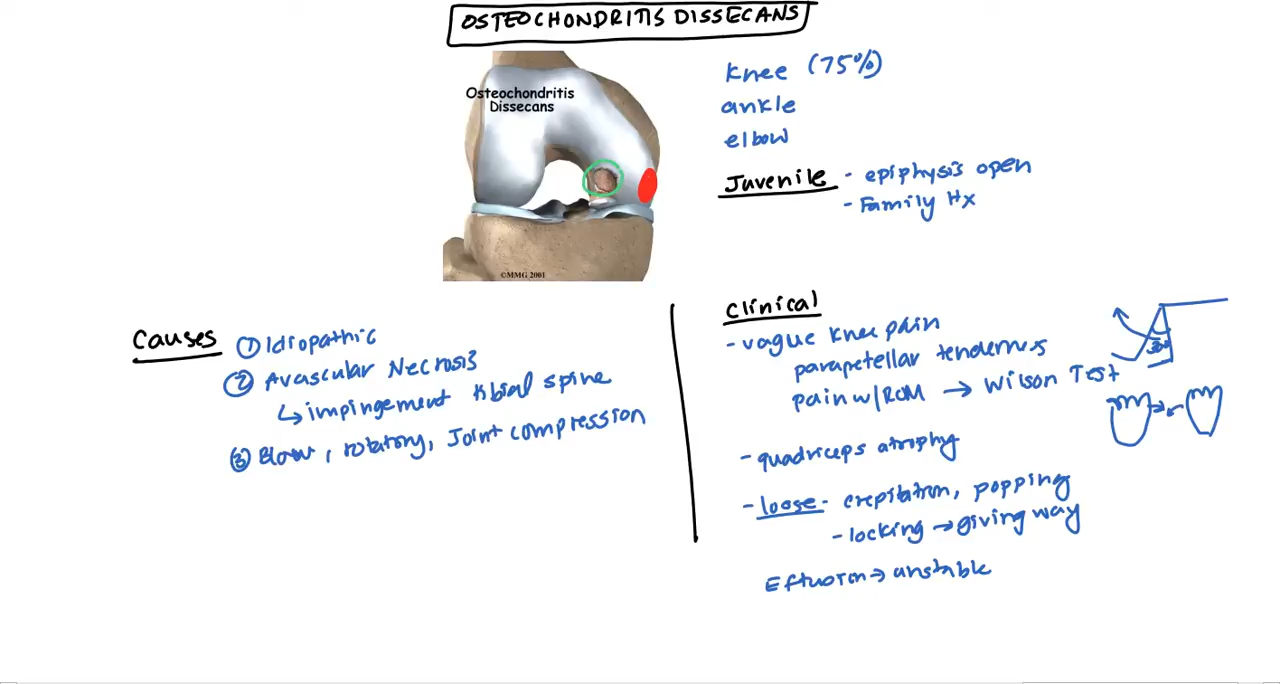 OSTEOCHONDRITIS DISSECANS
Osteochondritis
Dissecans
©MMG 2001
Knee (75%)
ankle
elbow
Juvenile - epiphysis open
- Family Hx
Causes
① Idiopathic
② Avascular Necrosis
↳ impingement tibial spine
③ Blow, rotatory, Joint compression
Clinical
- vague knee pain
parapetellar tenderness
pain w/ROM → Wilson Test
30°
- quadriceps atrophy
- loose - crepitation, popping
- locking → giving way
Effusion → unstable